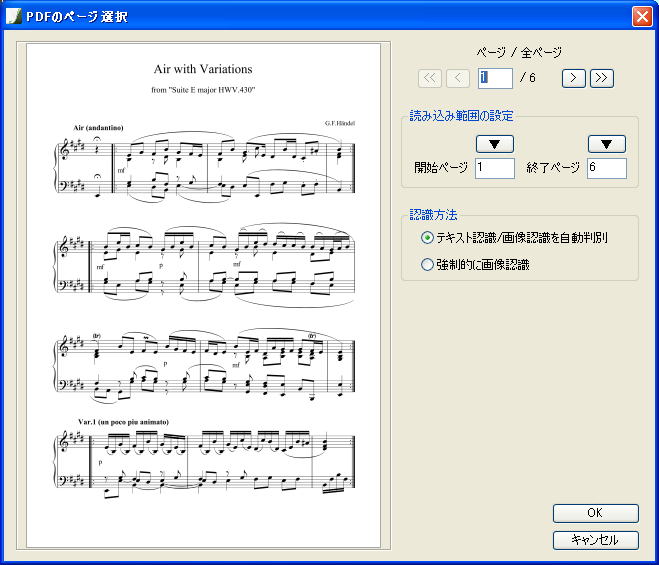 PDFのページ選択
Air with Variations
from "Suite E major HWV.430"
G.F.Händel
Air (andantino)
mf
mf
p
mf
(tr)
(tr)
p
mf
Var.1 (un poco piu animato)
p
ページ / 全ページ
<< < 1 / 6 > >>
読み込み範囲の設定
▼ ▼
開始ページ 1 終了ページ 6
認識方法
テキスト認識/画像認識を自動判別
強制的に画像認識
OK
キャンセル